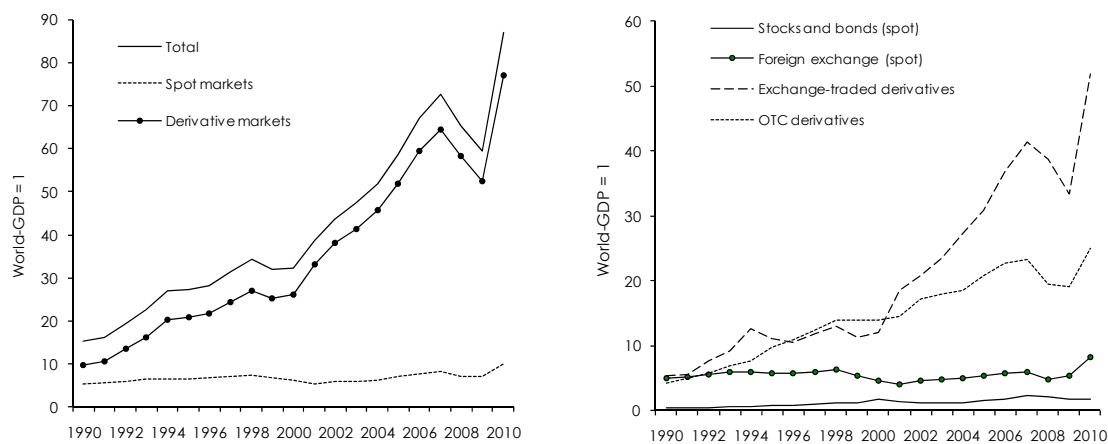 90
80
70
60
50
40
30
20
10
0
World-GDP = 1
Total
Spot markets
Derivative markets
1990 1992 1994 1996 1998 2000 2002 2004 2006 2008 2010
60
50
40
30
20
10
0
World-GDP = 1
Stocks and bonds (spot)
Foreign exchange (spot)
Exchange-traded derivatives
OTC derivatives
1990 1992 1994 1996 1998 2000 2002 2004 2006 2008 2010